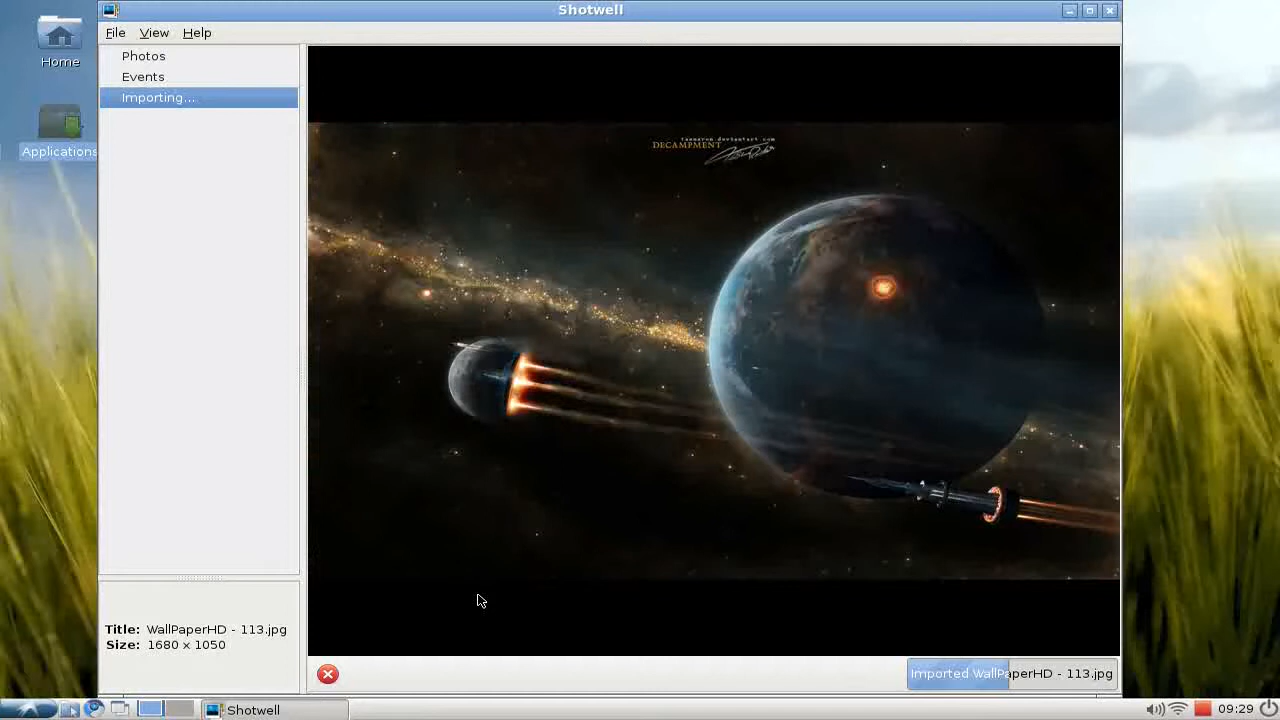 Shotwell
Home
Applications
File View Help
Photos
Events
Importing...
DECAMPMENT
Title: WallPaperHD - 113.jpg
Size: 1680 × 1050
Imported WallPaperHD - 113.jpg
Shotwell
09:29